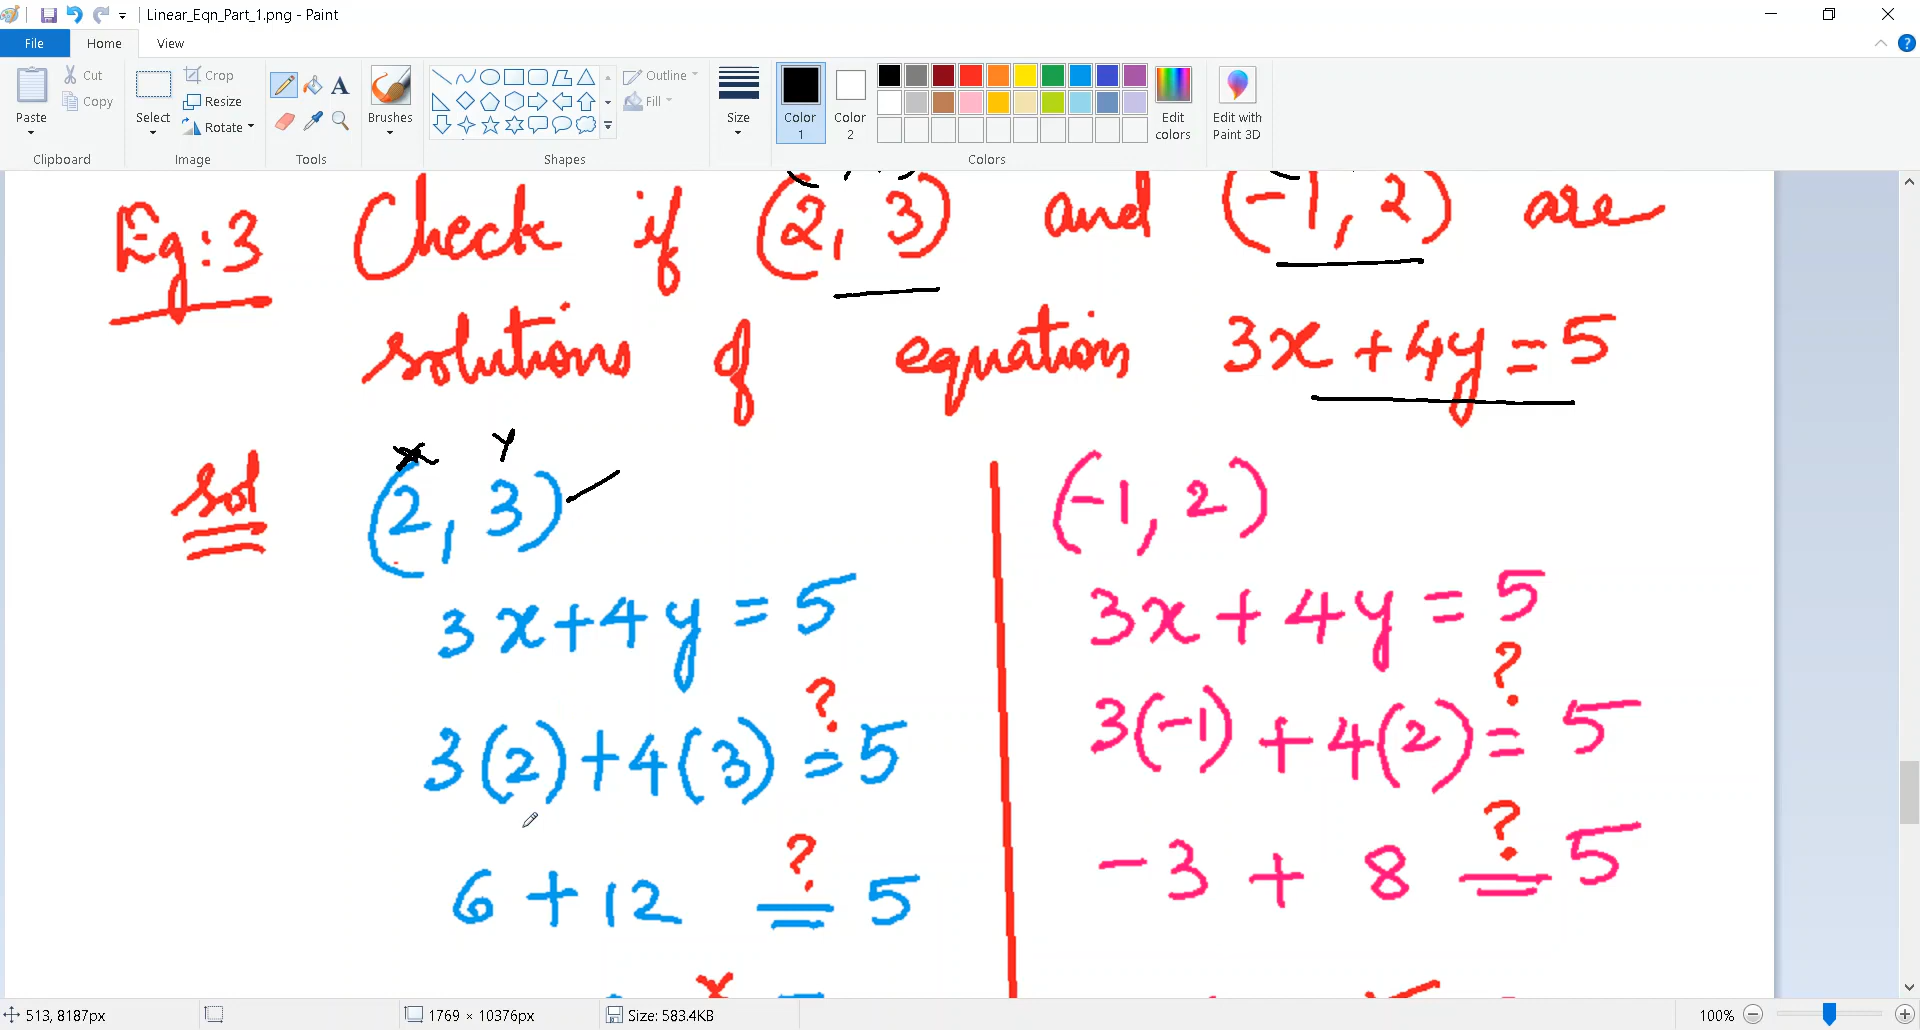 Linear_Eqn_Part_1.png - Paint
File Home View
Cut
Copy
Paste
Clipboard
Crop
Resize
Rotate
Select
Image
A
Tools
Brushes
Outline
Fill
Shapes
Size
Color 1
Color 2
Edit colors
Colors
Edit with Paint 3D
?
Eg:3 Check if (2, 3) and (-1, 2) are
solutions of equation 3x + 4y = 5
Sol
x y
(2, 3)
3x+4y = 5
?
3(2)+4(3) = 5
?
6 + 12 = 5
(-1, 2)
3x + 4y = 5
?
3(-1) + 4(2) = 5
?
-3 + 8 = 5
513, 8187px 1769 × 10376px Size: 583.4KB 100%